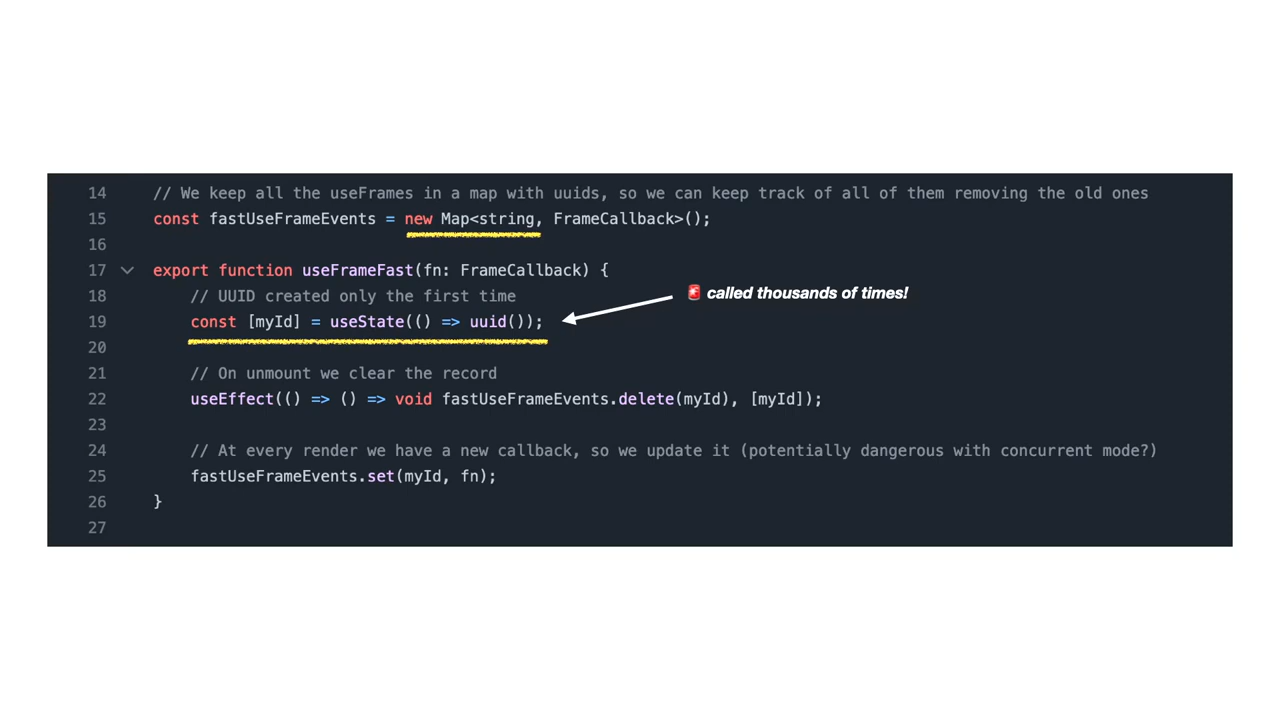 14 // We keep all the useFrames in a map with uuids, so we can keep track of all of them removing the old ones
15 const fastUseFrameEvents = new Map<string, FrameCallback>();
16
17 export function useFrameFast(fn: FrameCallback) {
18 // UUID created only the first time
🚨 called thousands of times!
19 const [myId] = useState(() => uuid());
20
21 // On unmount we clear the record
22 useEffect(() => () => void fastUseFrameEvents.delete(myId), [myId]);
23
24 // At every render we have a new callback, so we update it (potentially dangerous with concurrent mode?)
25 fastUseFrameEvents.set(myId, fn);
26 }
27